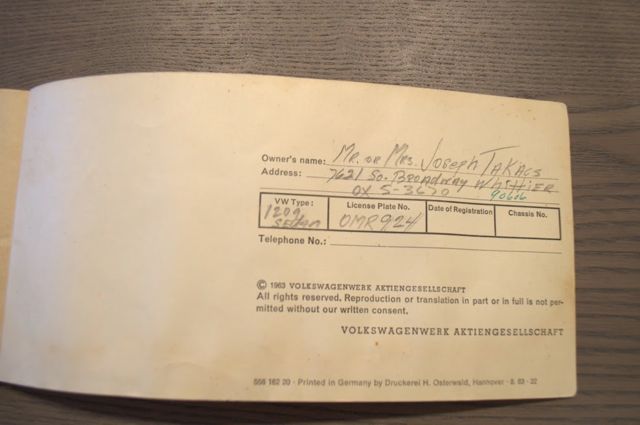 Owner's name: Mr. or Mrs. Joseph Takacs
Address: 7621 So. Broadway Whittier
OX 5-3670 90606
VW Type: License Plate No. Date of Registration Chassis No.
1200 SEDAN OMR924
Telephone No.:
© 1963 VOLKSWAGENWERK AKTIENGESELLSCHAFT
All rights reserved. Reproduction or translation in part or in full is not per-
mitted without our written consent.
VOLKSWAGENWERK AKTIENGESELLSCHAFT
556 162 20 · Printed in Germany by Druckerei H. Osterwald, Hannover · 8. 63 · 22